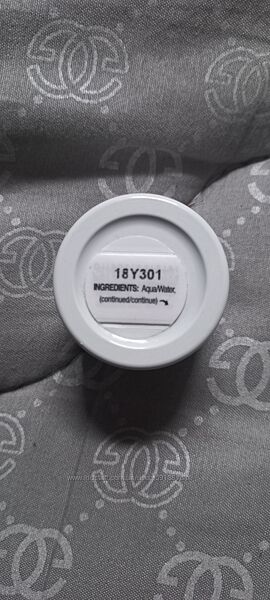 18Y301
INGREDIENTS: Aqua/Water,
(continued/continue)